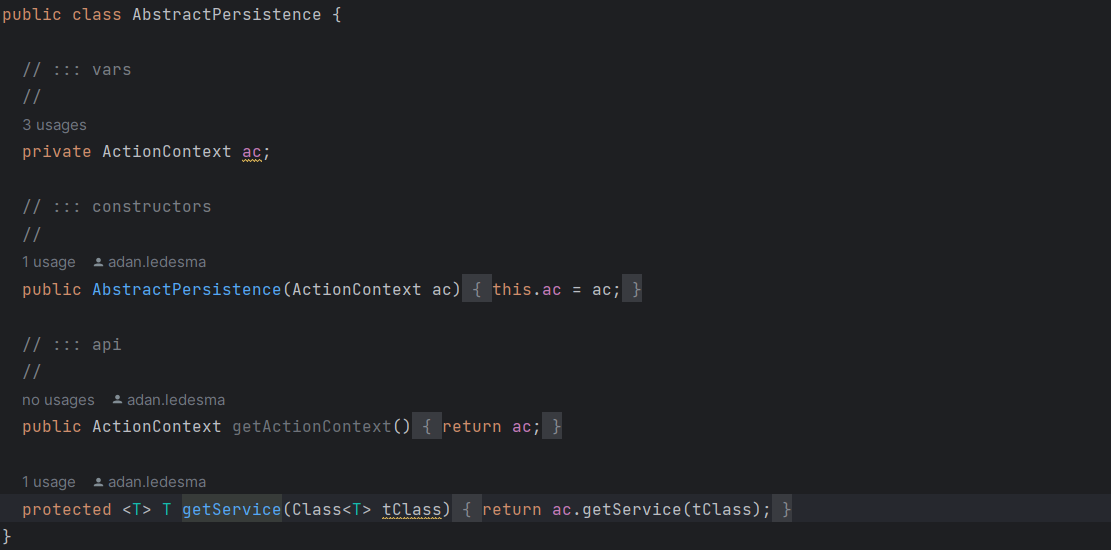 public class AbstractPersistence {
// ::: vars
//
3 usages
private ActionContext ac;
// ::: constructors
//
1 usage adan.ledesma
public AbstractPersistence(ActionContext ac) { this.ac = ac; }
// ::: api
//
no usages adan.ledesma
public ActionContext getActionContext() { return ac; }
1 usage adan.ledesma
protected <T> T getService(Class<T> tClass) { return ac.getService(tClass); }
}